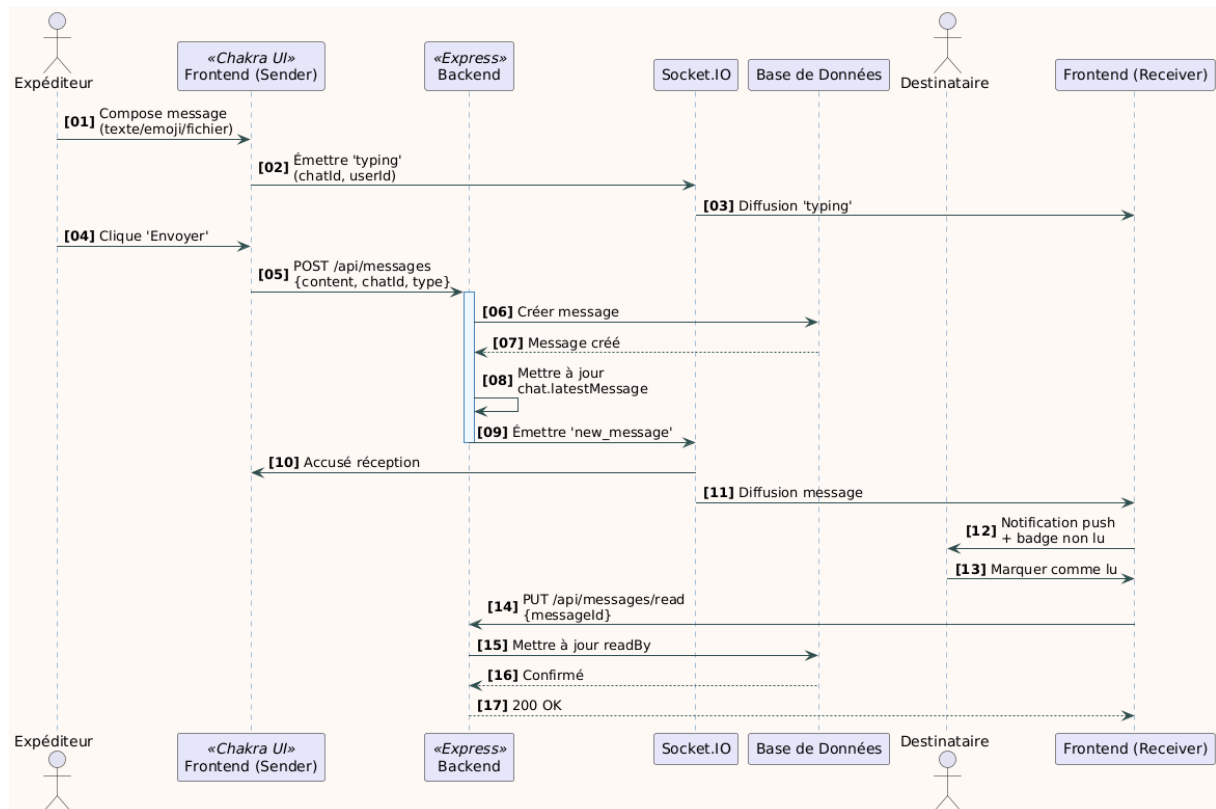 «Chakra UI»
«Express»
Expéditeur
Frontend (Sender)
Backend
Socket.IO
Base de Données
Destinataire
Frontend (Receiver)
[01] Compose message
(texte/emoji/fichier)
[02] Émettre 'typing'
(chatId, userId)
[03] Diffusion 'typing'
[04] Clique 'Envoyer'
[05] POST /api/messages
{content, chatId, type}
[06] Créer message
[07] Message créé
[08] Mettre à jour
chat.latestMessage
[09] Émettre 'new_message'
[10] Accusé réception
[11] Diffusion message
[12] Notification push
+ badge non lu
[13] Marquer comme lu
[14] PUT /api/messages/read
{messageId}
[15] Mettre à jour readBy
[16] Confirmé
[17] 200 OK
Expéditeur
«Chakra UI»
Frontend (Sender)
«Express»
Backend
Socket.IO
Base de Données
Destinataire
Frontend (Receiver)